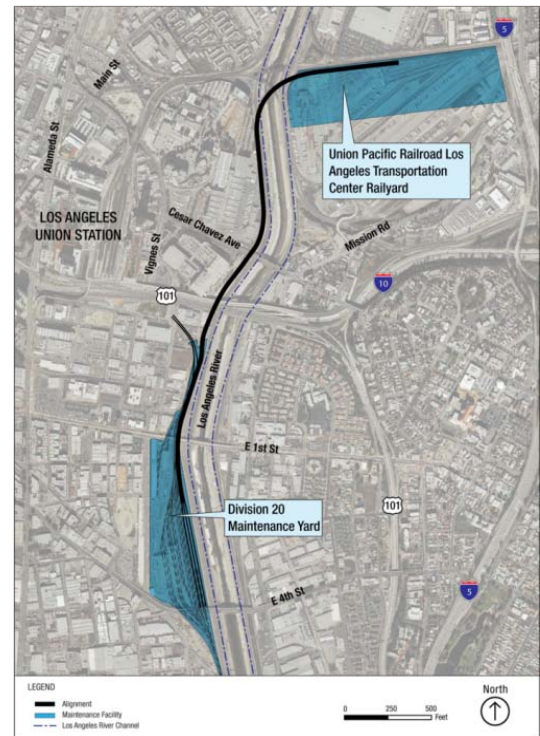 5
Main St
Alameda St
Union Pacific Railroad Los
Angeles Transportation
Center Railyard
LOS ANGELES
UNION STATION
Vignes St
Cesar Chavez Ave
Mission Rd
10
101
Los Angeles River
E 1st St
Division 20
Maintenance Yard
101
E 4th St
5
LEGEND
Alignment
Maintenance Facility
Los Angeles River Channel
0 250 500
Feet
North